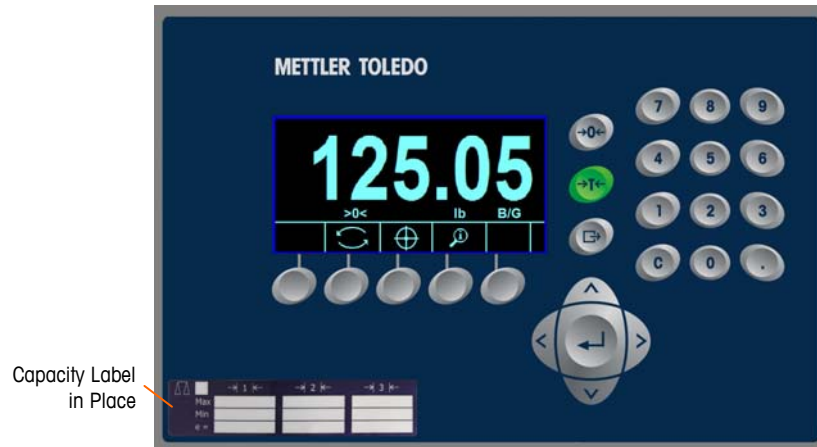 METTLER TOLEDO
125.05
>0< lb B/G
→0←
→T←
7 8 9
4 5 6
1 2 3
C 0 .
Capacity Label
in Place
→|1|← →|2|← →|3|←
Max
Min
e =